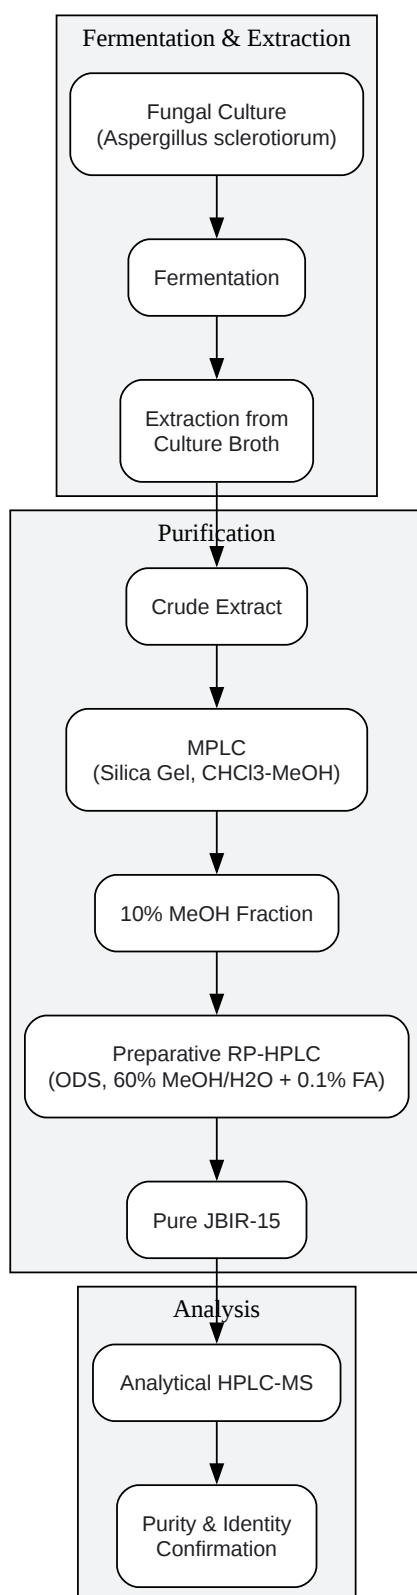 Fermentation & Extraction
Fungal Culture
(Aspergillus sclerotiorum)
Fermentation
Extraction from
Culture Broth
Purification
Crude Extract
MPLC
(Silica Gel, CHCl3-MeOH)
10% MeOH Fraction
Preparative RP-HPLC
(ODS, 60% MeOH/H2O + 0.1% FA)
Pure JBIR-15
Analysis
Analytical HPLC-MS
Purity & Identity
Confirmation